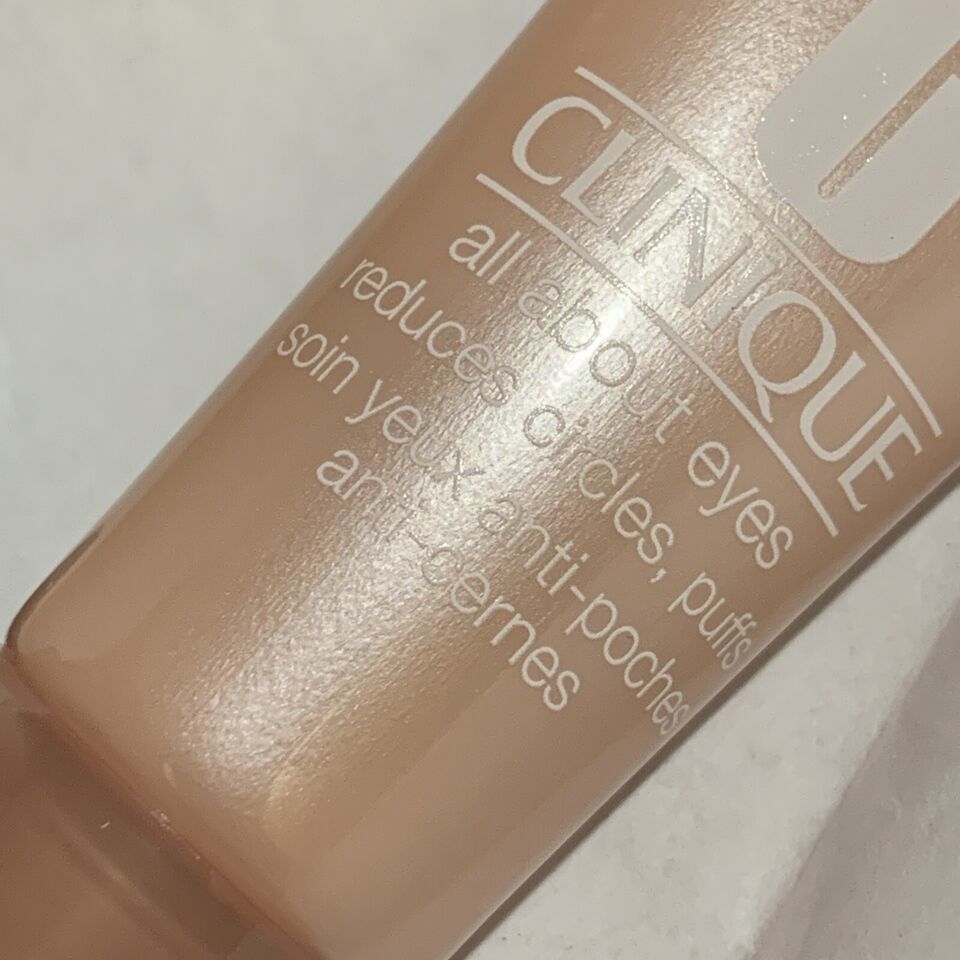 CLINIQUE
all about eyes
reduces circles, puffs
soin yeux anti-poches
anti-cernes